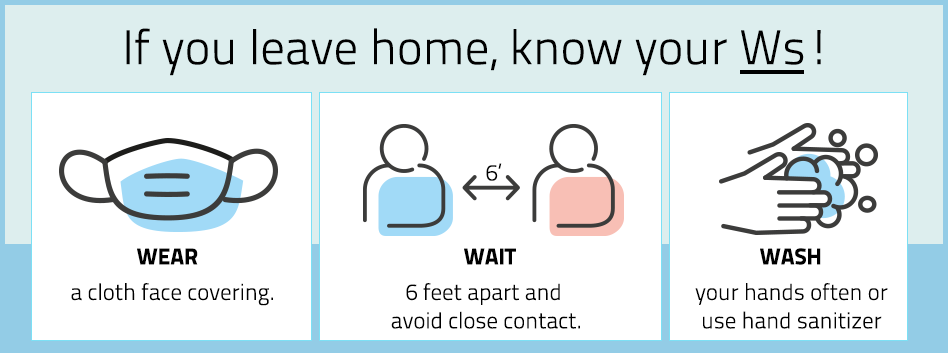 If you leave home, know your Ws!
6’
WEAR
a cloth face covering.
WAIT
6 feet apart and
avoid close contact.
WASH
your hands often or
use hand sanitizer